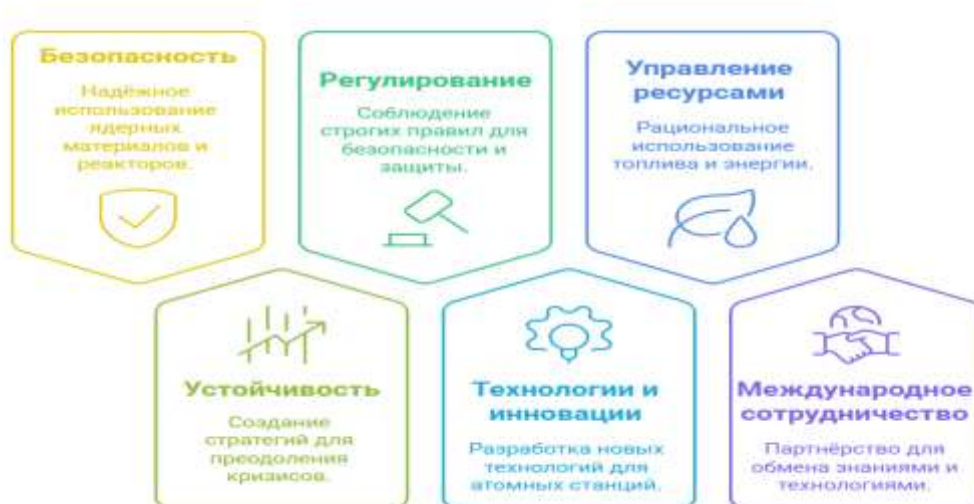 Безопасность
Надёжное
использование
ядерных
материалов и
реакторов.
Регулирование
Соблюдение
строгих правил для
безопасности и
защиты.
Управление
ресурсами
Рациональное
использование
топлива и энергии.
Устойчивость
Создание
стратегий для
преодоления
кризисов.
Технологии и
инновации
Разработка новых
технологий для
атомных станций.
Международное
сотрудничество
Партнёрство для
обмена знаниями и
технологиями.